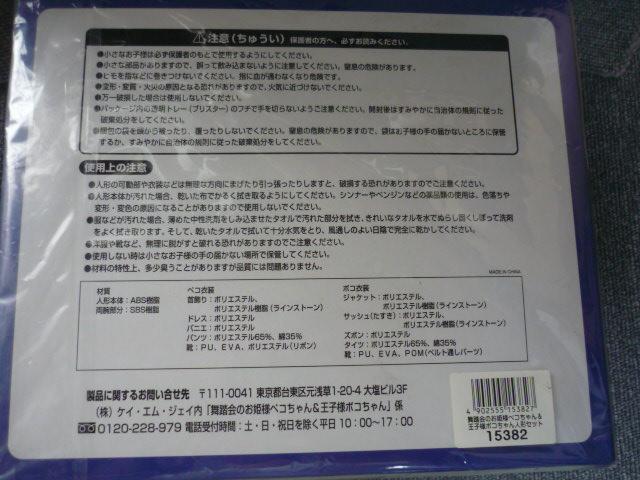 注意(ちゅうい) 保護者の方へ、必ずお読みください。
●小さなお子様は必ず保護者のもとで使用するようにしてください。
●小さな部品がありますので、誤って飲み込まないように注意してください。窒息の危険があります。
●ヒモを指などに巻きつけないでください。指に血が通わなくなり危険です。
●変形・変質・火災の原因となる恐れがありますので、火気に近づけないでください。
●万一破損した場合は使用しないでください。
●パッケージ内の透明トレー(ブリスター)のフチで手を切らないようご注意ください。開封後はすみやかに自治体の規則に従った
破棄処分をしてください。
●梱包の袋を頭から被ったり、覆ったりしないでください。窒息の危険がありますので、袋はお子様の手の届かないところに保管す
るか、すみやかに自治体の規則に従った破棄処分をしてください。
使用上の注意
●人形の可動部や衣装などは無理な方向にまげたり引っ張ったりしますと、破損する恐れがありますのでご注意ください。
●人形本体が汚れた場合は、乾いた布でかるく拭き取るようにしてください。シンナーやベンジンなどの薬品類の使用は、色落ちや
変形・変色の原因になることがありますのでご注意ください。
●服などが汚れた場合、薄めた中性洗剤をしみ込ませたタオルで汚れた部分を拭き、きれいなタオルを水でぬらし固くしぼって洗剤
をよく拭き取ります。そして、乾いたタオルで拭いて十分水気をとり、風通しのよい日陰で完全に乾かしてください。
●洋服や靴など、無理に脱がすと破れる恐れがありますのでご注意ください。
●使用しない時は小さなお子様の手の届かない場所で保管してください。
●材料の特性上、多少臭うことがありますが品質には問題ありません。
MADE IN CHINA
材質
人形本体:ABS樹脂
両腕部分:SBS樹脂
ペコ衣装
首飾り:ポリエステル、
ポリエステル樹脂(ラインストーン)
ドレス:ポリエステル
パニエ:ポリエステル
パンツ:ポリエステル65%、綿35%
靴:PU、EVA、ポリエステル(リボン)
ポコ衣装
ジャケット:ポリエステル、
ポリエステル樹脂(ラインストーン)
サッシュ(たすき):ポリエステル、
ポリエステル樹脂(ラインストーン)
ズボン:ポリエステル
タイツ:ポリエステル65%、綿35%
靴:PU、EVA、POM(ベルト通しパーツ)
製品に関するお問い合せ先 〒111-0041 東京都台東区元浅草1-20-4 大塩ビル3F
(株)ケイ・エム・ジェイ内「舞踏会のお姫様ペコちゃん&王子様ポコちゃん」係
0120-228-979 電話受付時間:土・日・祝日を除く平日 10:00〜17:00
4 902555 153827
舞踏会のお姫様ペコちゃん&
王子様ポコちゃん人形セット
15382